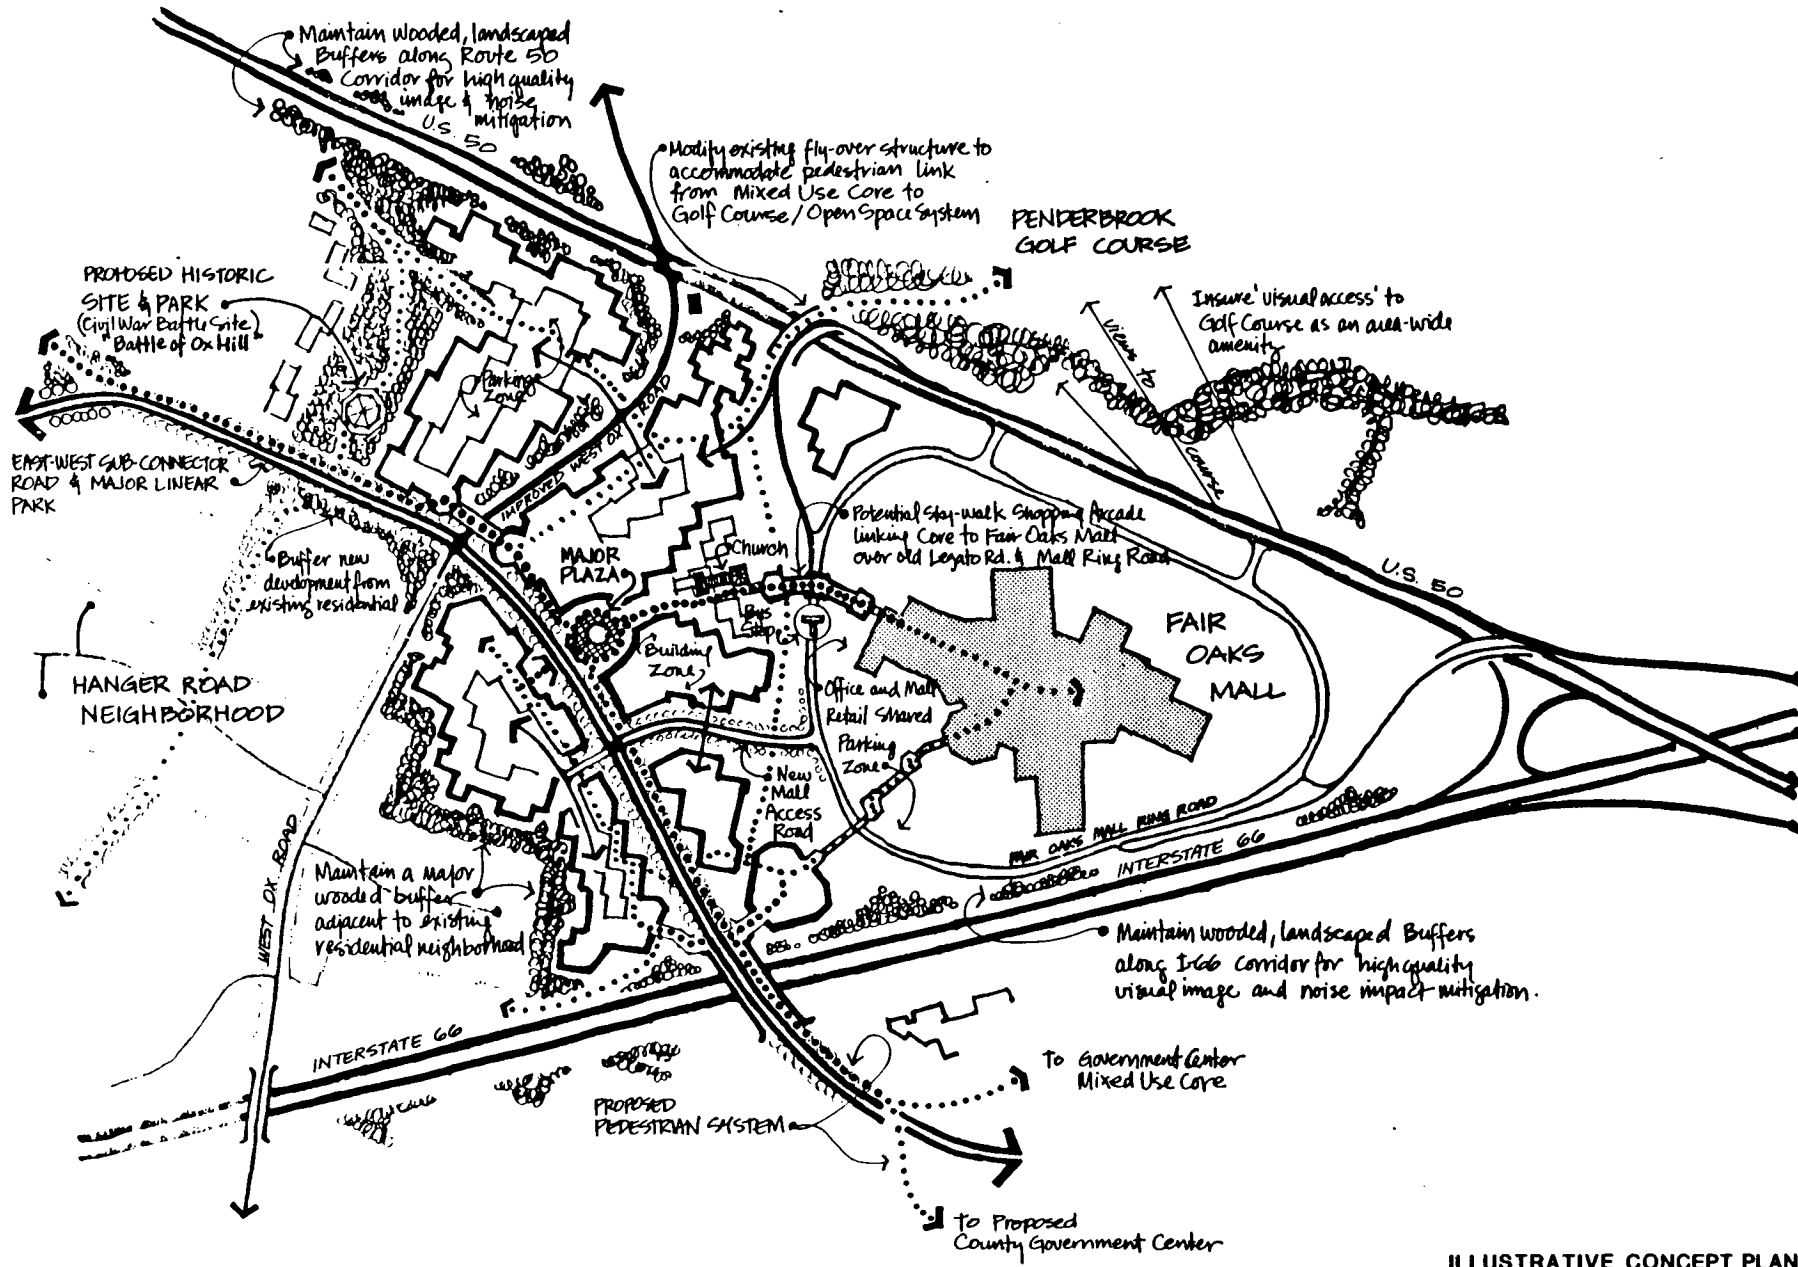 Maintain wooded, landscaped
Buffers along Route 50
Corridor for high quality
image & noise
mitigation
U.S. 50
Modify existing fly-over structure to
accommodate pedestrian link
from Mixed Use Core to
Golf Course/Open Space System
PENDERBROOK
GOLF COURSE
PROPOSED HISTORIC
SITE & PARK
(Civil War Battle Site)
"Battle of Ox Hill"
Insure 'visual access' to
Golf Course as an area-wide
amenity
views to course
Parking
Zone
IMPROVED WEST OX ROAD
EAST-WEST SUB-CONNECTOR
ROAD & MAJOR LINEAR
PARK
Buffer new
development from
existing residential
MAJOR
PLAZA
Church
Potential Sky-walk Shopping Arcade
linking Core to Fair Oaks Mall
over old Legato Rd. & Mall Ring Road
U.S. 50
Bus
Stop
FAIR
OAKS
MALL
Building
Zone
HANGER ROAD
NEIGHBORHOOD
Office and Mall
Retail Shared
Parking
Zone
New
Mall
Access
Road
FAIR OAKS MALL RING ROAD
INTERSTATE 66
WEST OX ROAD
Maintain a major
wooded buffer
adjacent to existing
residential neighborhood
Maintain wooded, landscaped Buffers
along I-66 corridor for high quality
visual image and noise impact mitigation.
INTERSTATE 66
To Government Center
Mixed Use Core
PROPOSED
PEDESTRIAN SYSTEM
To Proposed
County Government Center
ILLUSTRATIVE CONCEPT PLAN